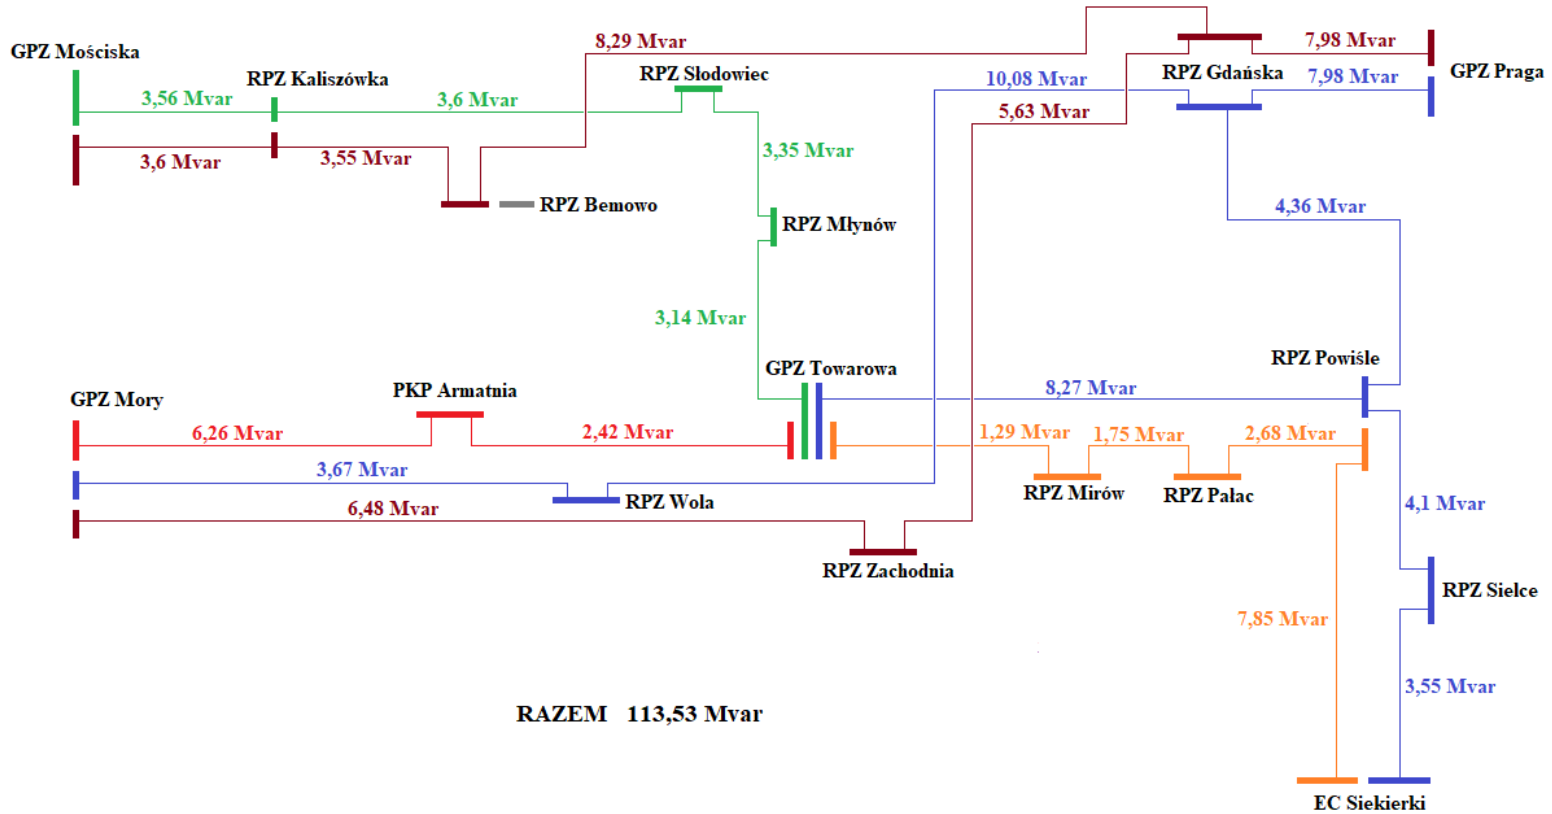 8,29 Mvar
7,98 Mvar
GPZ Mościska
RPZ Kaliszówka
RPZ Słodowiec
10,08 Mvar
RPZ Gdańska
7,98 Mvar
GPZ Praga
3,56 Mvar
3,6 Mvar
5,63 Mvar
3,6 Mvar
3,55 Mvar
3,35 Mvar
RPZ Bemowo
RPZ Młynów
4,36 Mvar
3,14 Mvar
GPZ Towarowa
RPZ Powiśle
GPZ Mory
PKP Armatnia
8,27 Mvar
6,26 Mvar
2,42 Mvar
1,29 Mvar
1,75 Mvar
2,68 Mvar
3,67 Mvar
RPZ Wola
RPZ Mirów
RPZ Pałac
6,48 Mvar
4,1 Mvar
RPZ Zachodnia
RPZ Sielce
7,85 Mvar
3,55 Mvar
RAZEM 113,53 Mvar
EC Siekierki